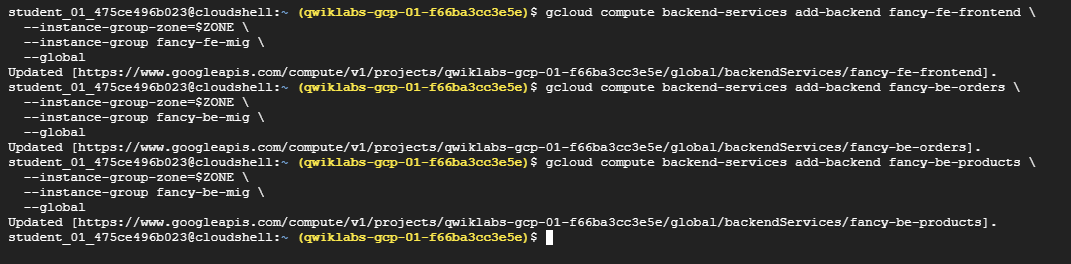 student_01_475ce496b023@cloudshell:~ (qwiklabs-gcp-01-f66ba3cc3e5e)$ gcloud compute backend-services add-backend fancy-fe-frontend \
  --instance-group-zone=$ZONE \
  --instance-group fancy-fe-mig \
  --global
Updated [https://www.googleapis.com/compute/v1/projects/qwiklabs-gcp-01-f66ba3cc3e5e/global/backendServices/fancy-fe-frontend].
student_01_475ce496b023@cloudshell:~ (qwiklabs-gcp-01-f66ba3cc3e5e)$ gcloud compute backend-services add-backend fancy-be-orders \
  --instance-group-zone=$ZONE \
  --instance-group fancy-be-mig \
  --global
Updated [https://www.googleapis.com/compute/v1/projects/qwiklabs-gcp-01-f66ba3cc3e5e/global/backendServices/fancy-be-orders].
student_01_475ce496b023@cloudshell:~ (qwiklabs-gcp-01-f66ba3cc3e5e)$ gcloud compute backend-services add-backend fancy-be-products \
  --instance-group-zone=$ZONE \
  --instance-group fancy-be-mig \
  --global
Updated [https://www.googleapis.com/compute/v1/projects/qwiklabs-gcp-01-f66ba3cc3e5e/global/backendServices/fancy-be-products].
student_01_475ce496b023@cloudshell:~ (qwiklabs-gcp-01-f66ba3cc3e5e)$